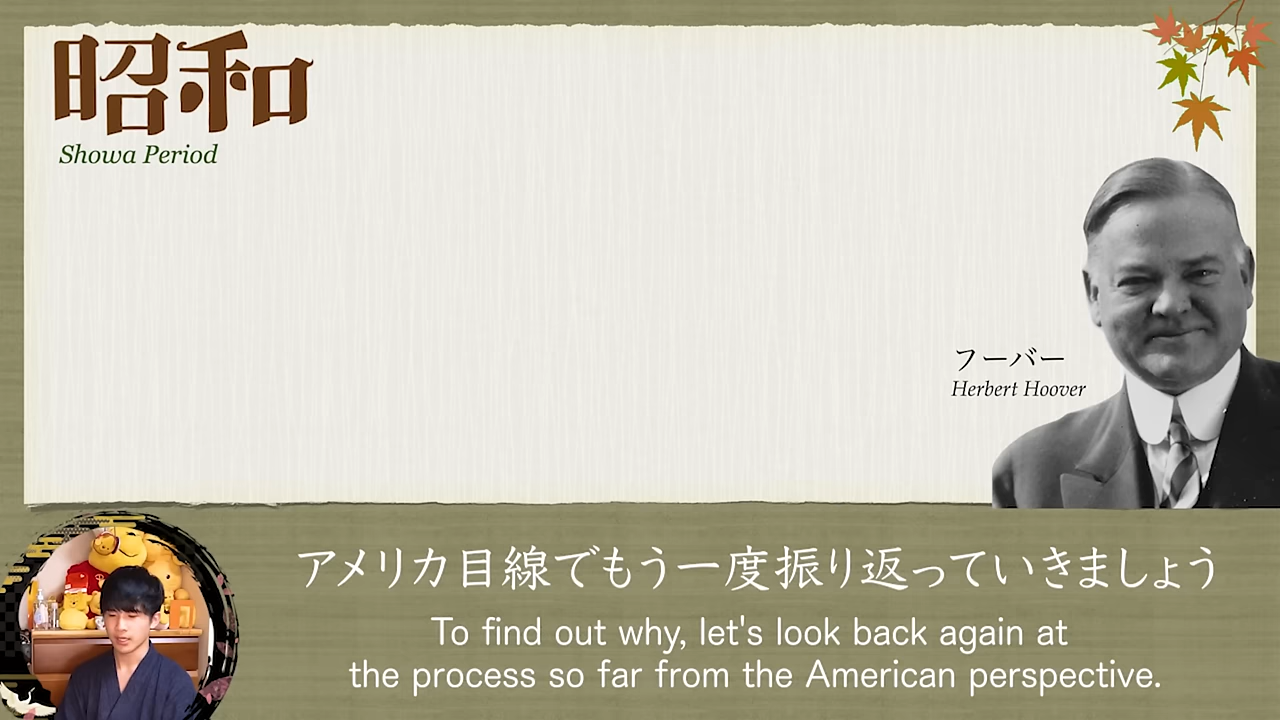 昭和
Showa Period
フーバー
Herbert Hoover
アメリカ目線でもう一度振り返っていきましょう
To find out why, let's look back again at
the process so far from the American perspective.